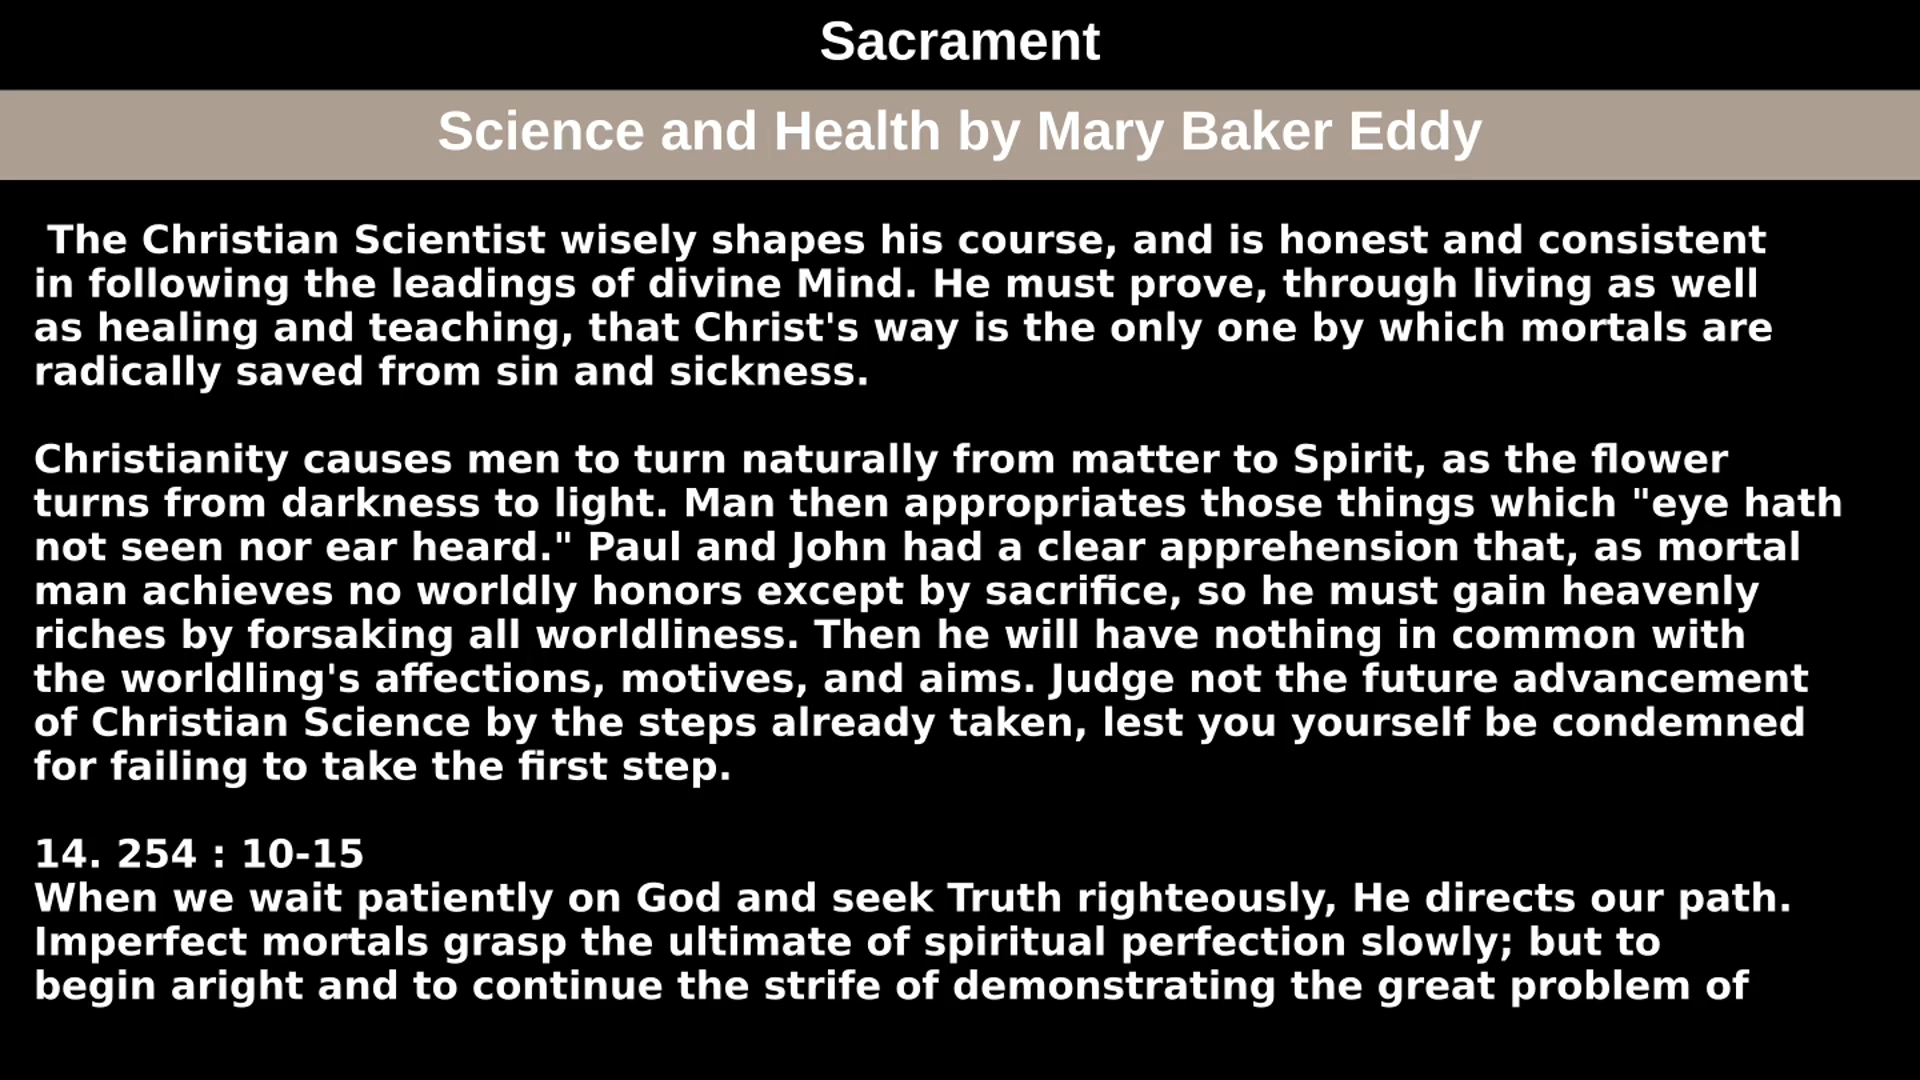 Sacrament
Science and Health by Mary Baker Eddy
The Christian Scientist wisely shapes his course, and is honest and consistent
in following the leadings of divine Mind. He must prove, through living as well
as healing and teaching, that Christ's way is the only one by which mortals are
radically saved from sin and sickness.
Christianity causes men to turn naturally from matter to Spirit, as the flower
turns from darkness to light. Man then appropriates those things which "eye hath
not seen nor ear heard." Paul and John had a clear apprehension that, as mortal
man achieves no worldly honors except by sacrifice, so he must gain heavenly
riches by forsaking all worldliness. Then he will have nothing in common with
the worldling's affections, motives, and aims. Judge not the future advancement
of Christian Science by the steps already taken, lest you yourself be condemned
for failing to take the first step.
14. 254 : 10-15
When we wait patiently on God and seek Truth righteously, He directs our path.
Imperfect mortals grasp the ultimate of spiritual perfection slowly; but to
begin aright and to continue the strife of demonstrating the great problem of